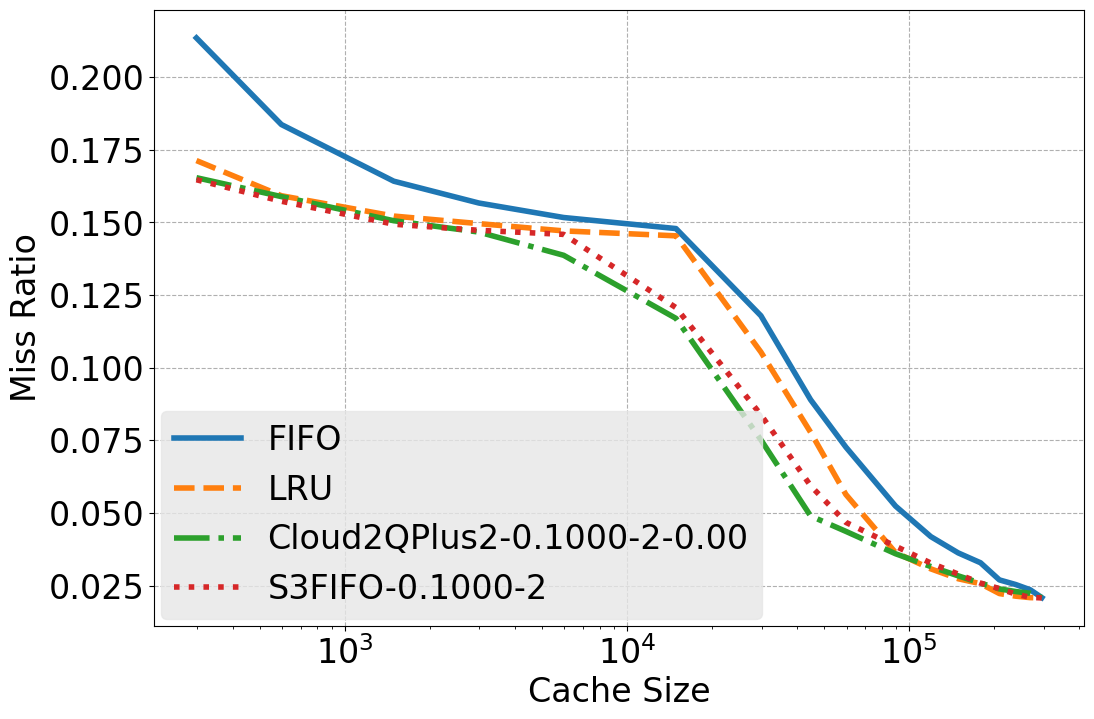 0.200
0.175
0.150
0.125
0.100
0.075
0.050
0.025
Miss Ratio
FIFO
LRU
Cloud2QPlus2-0.1000-2-0.00
S3FIFO-0.1000-2
10³ 10⁴ 10⁵
Cache Size